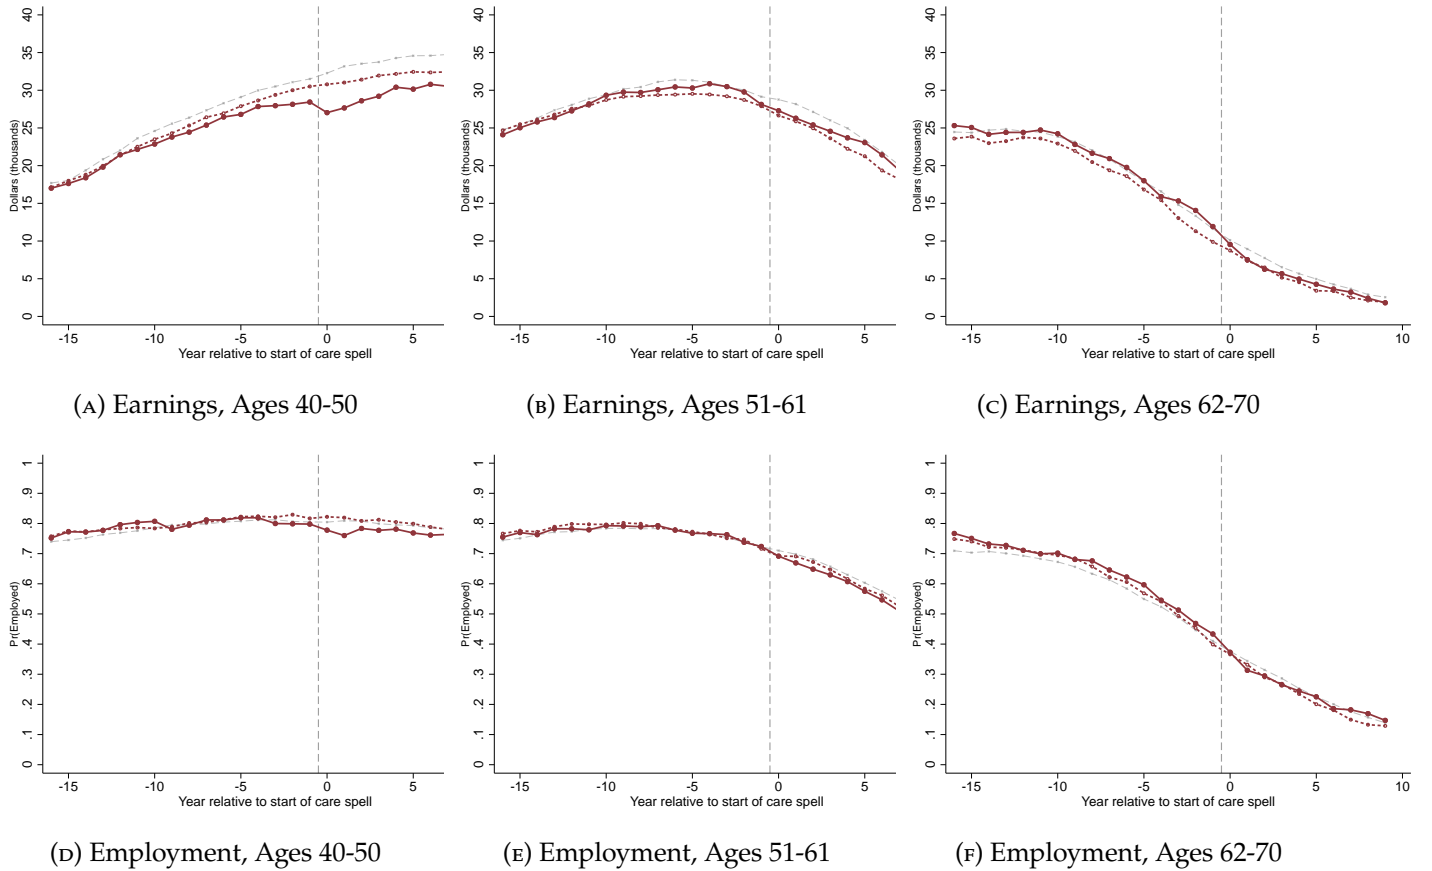 40
35
30
25
20
15
10
5
0
Dollars (thousands)
-15 -10 -5 0 5
Year relative to start of care spell
(A) Earnings, Ages 40-50
40
35
30
25
20
15
10
5
0
Dollars (thousands)
-15 -10 -5 0 5
Year relative to start of care spell
(B) Earnings, Ages 51-61
40
35
30
25
20
15
10
5
0
Dollars (thousands)
-15 -10 -5 0 5 10
Year relative to start of care spell
(C) Earnings, Ages 62-70
1
.9
.8
.7
.6
.5
.4
.3
.2
.1
0
Pr(Employed)
-15 -10 -5 0 5
Year relative to start of care spell
(D) Employment, Ages 40-50
1
.9
.8
.7
.6
.5
.4
.3
.2
.1
0
Pr(Employed)
-15 -10 -5 0 5
Year relative to start of care spell
(E) Employment, Ages 51-61
1
.9
.8
.7
.6
.5
.4
.3
.2
.1
0
Pr(Employed)
-15 -10 -5 0 5 10
Year relative to start of care spell
(F) Employment, Ages 62-70